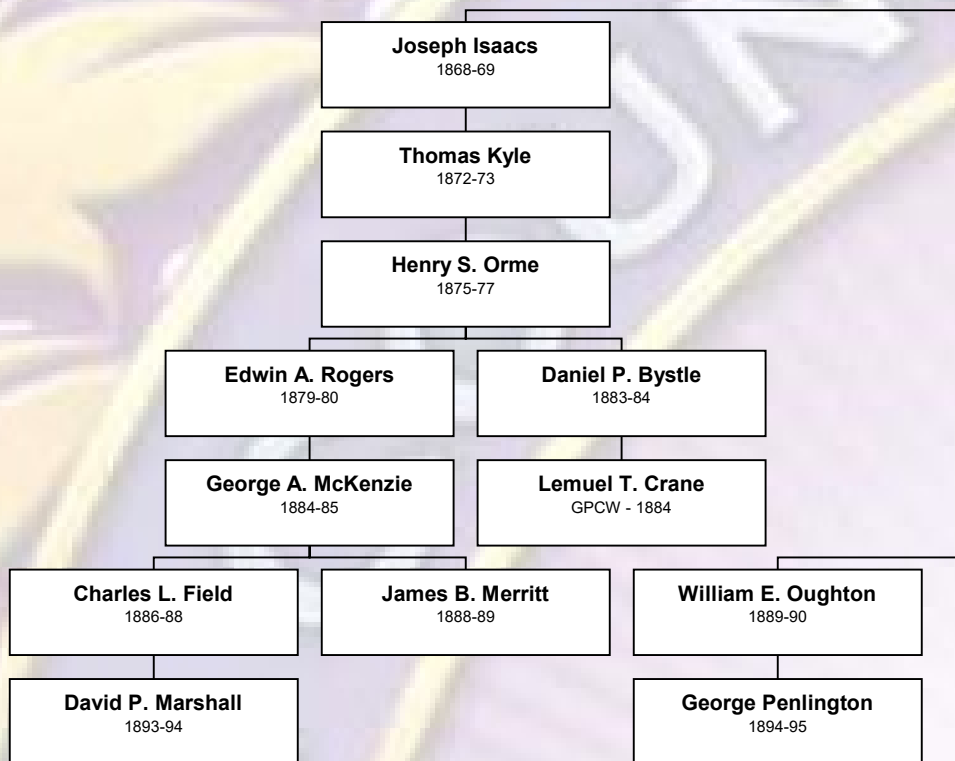 Joseph Isaacs
1868-69
Thomas Kyle
1872-73
Henry S. Orme
1875-77
Edwin A. Rogers
1879-80
Daniel P. Bystle
1883-84
George A. McKenzie
1884-85
Lemuel T. Crane
GPCW - 1884
Charles L. Field
1886-88
James B. Merritt
1888-89
William E. Oughton
1889-90
David P. Marshall
1893-94
George Penlington
1894-95